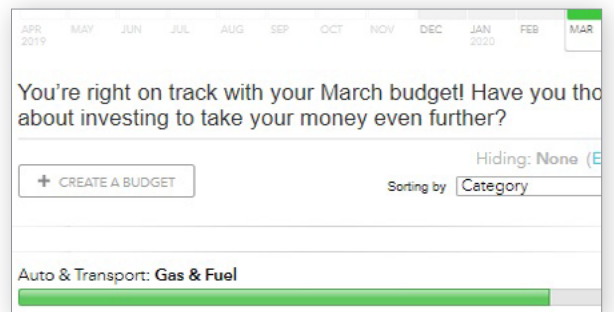 APR MAY JUN JUL AUG SEP OCT NOV DEC JAN FEB MAR
2019 2020
You’re right on track with your March budget! Have you tho
about investing to take your money even further?
Hiding: None (E
+ CREATE A BUDGET
Sorting by Category
Auto & Transport: Gas & Fuel